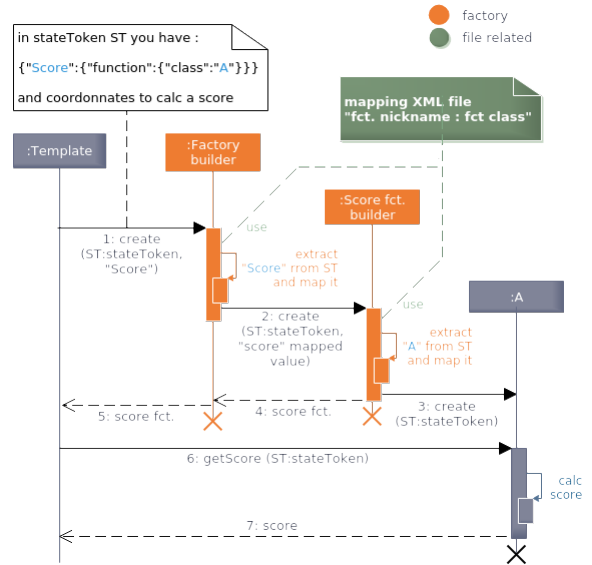 factory
file related
in stateToken ST you have :
{"Score":{"function":{"class":"A"}}}
and coordonnates to calc a score
mapping XML file
"fct. nickname : fct class"
:Template
:Factory
builder
:Score fct.
builder
:A
use
1: create
(ST:stateToken,
"Score")
extract
"Score" rrom ST
and map it
use
2: create
(ST:stateToken,
"score" mapped
value)
extract
"A" from ST
and map it
3: create
(ST:stateToken)
4: score fct.
5: score fct.
6: getScore (ST:stateToken)
calc
score
7: score